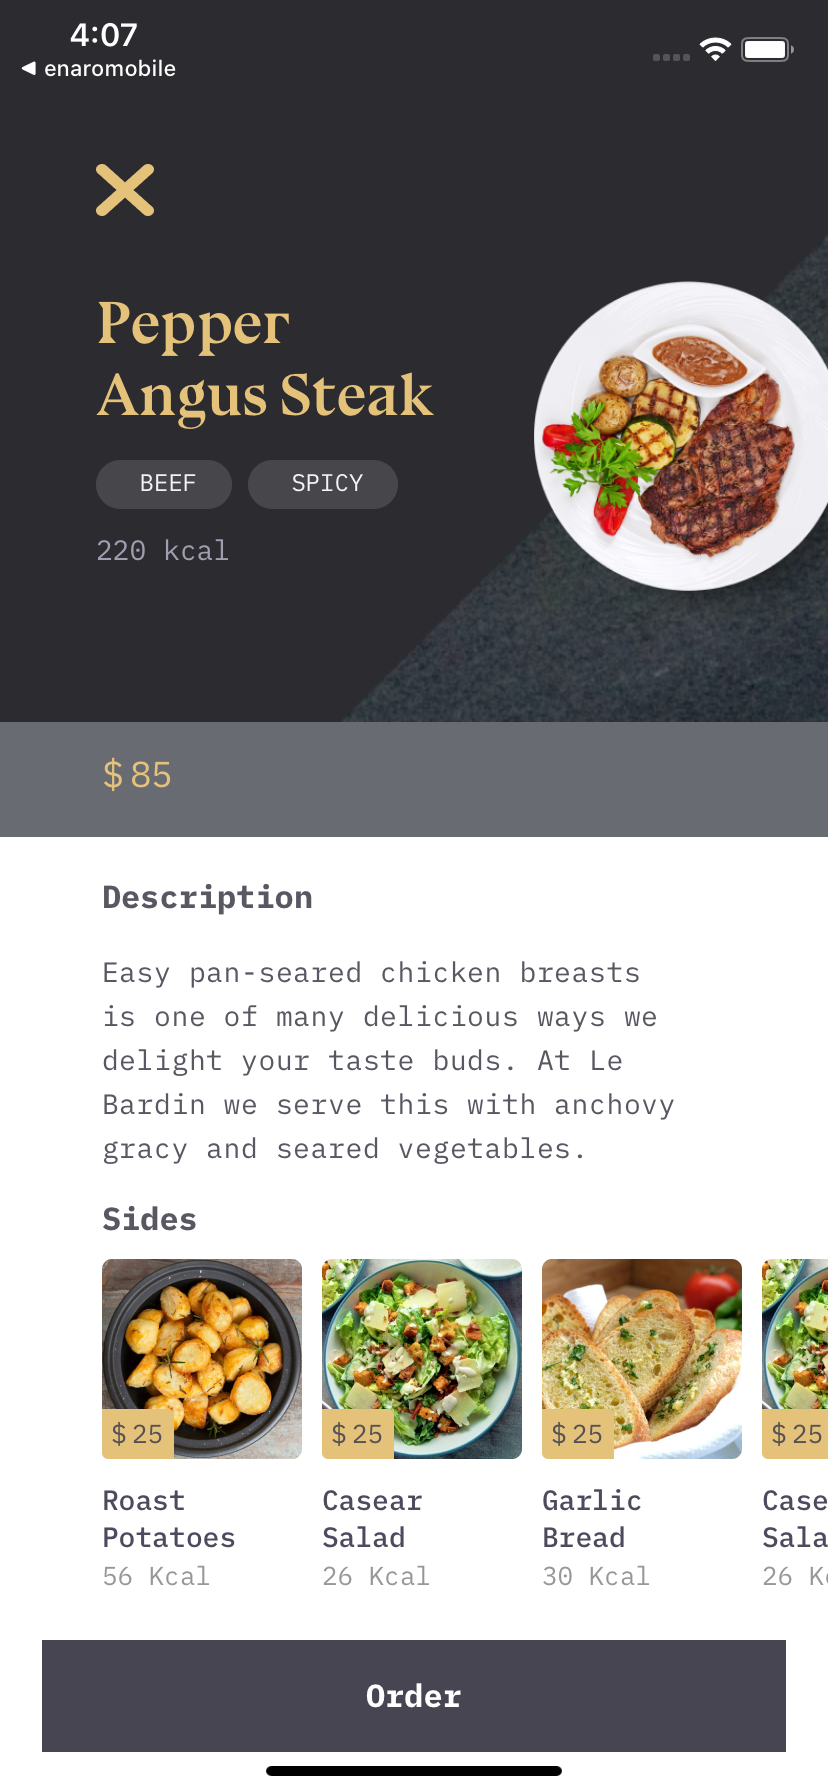 4:07
◀ enaromobile
Pepper
Angus Steak
BEEF SPICY
220 kcal
$ 85
Description
Easy pan-seared chicken breasts
is one of many delicious ways we
delight your taste buds. At Le
Bardin we serve this with anchovy
gracy and seared vegetables.
Sides
$ 25 $ 25 $ 25 $ 25
Roast Casear Garlic Case
Potatoes Salad Bread Sala
56 Kcal 26 Kcal 30 Kcal 26 K
Order